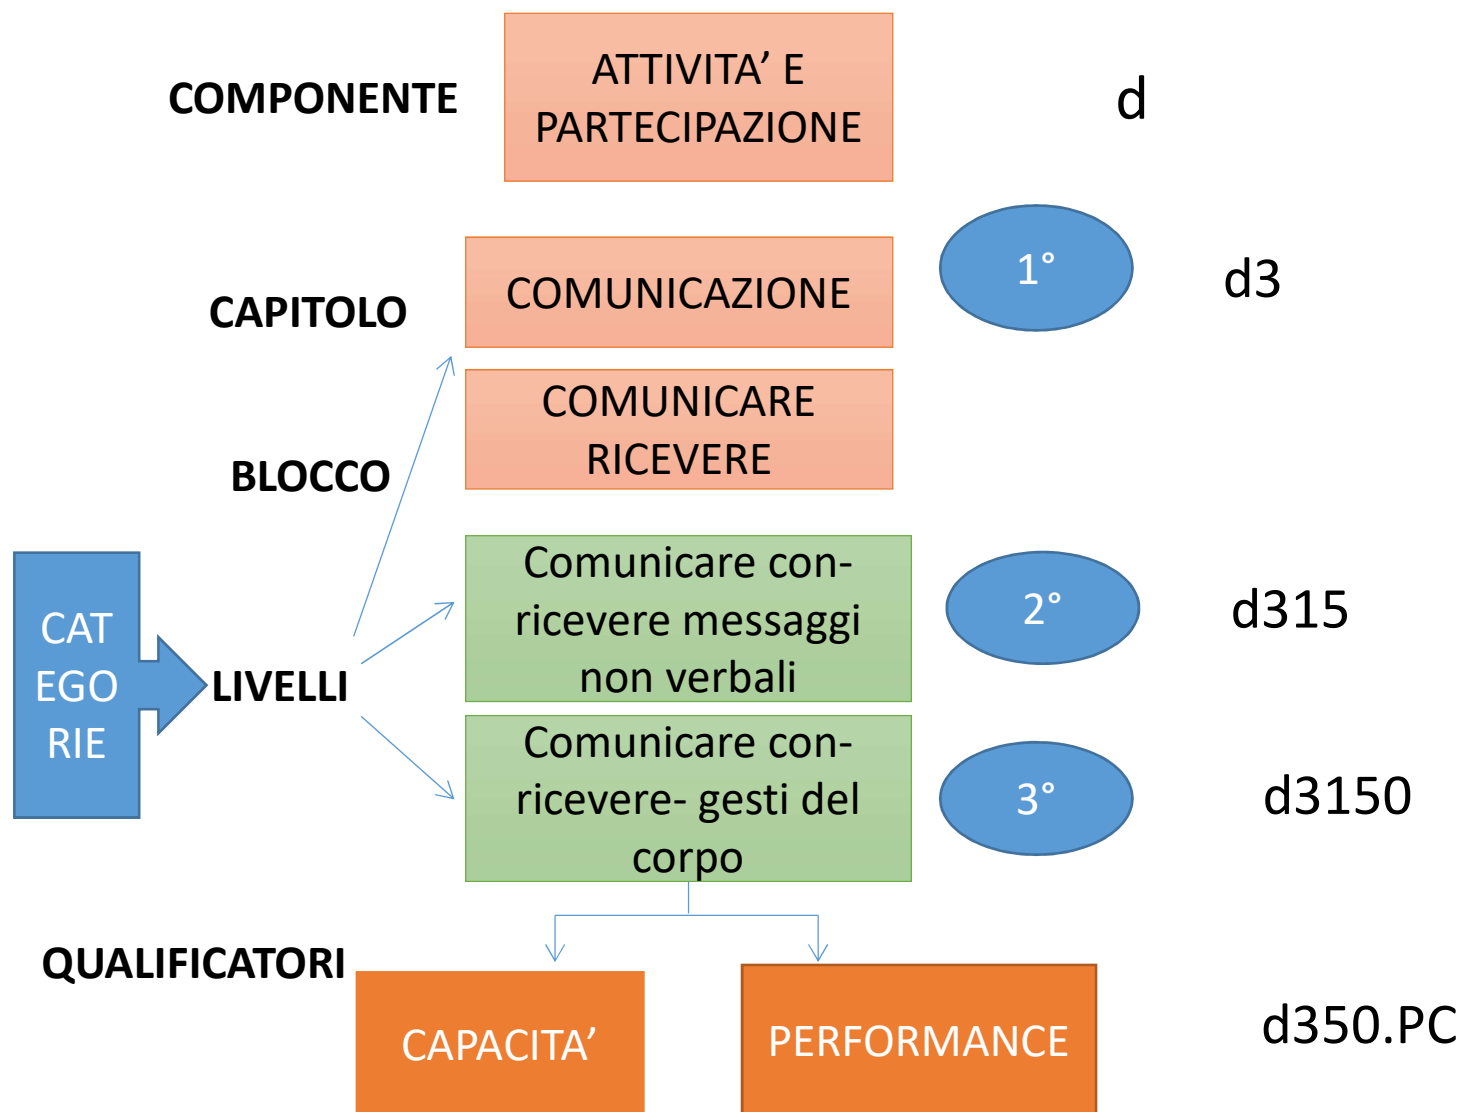 COMPONENTE
ATTIVITA’ E
PARTECIPAZIONE
d
CAPITOLO
COMUNICAZIONE
1°
d3
BLOCCO
COMUNICARE
RICEVERE
CAT
EGO
RIE
LIVELLI
Comunicare con-
ricevere messaggi
non verbali
2°
d315
Comunicare con-
ricevere- gesti del
corpo
3°
d3150
QUALIFICATORI
CAPACITA’
PERFORMANCE
d350.PC